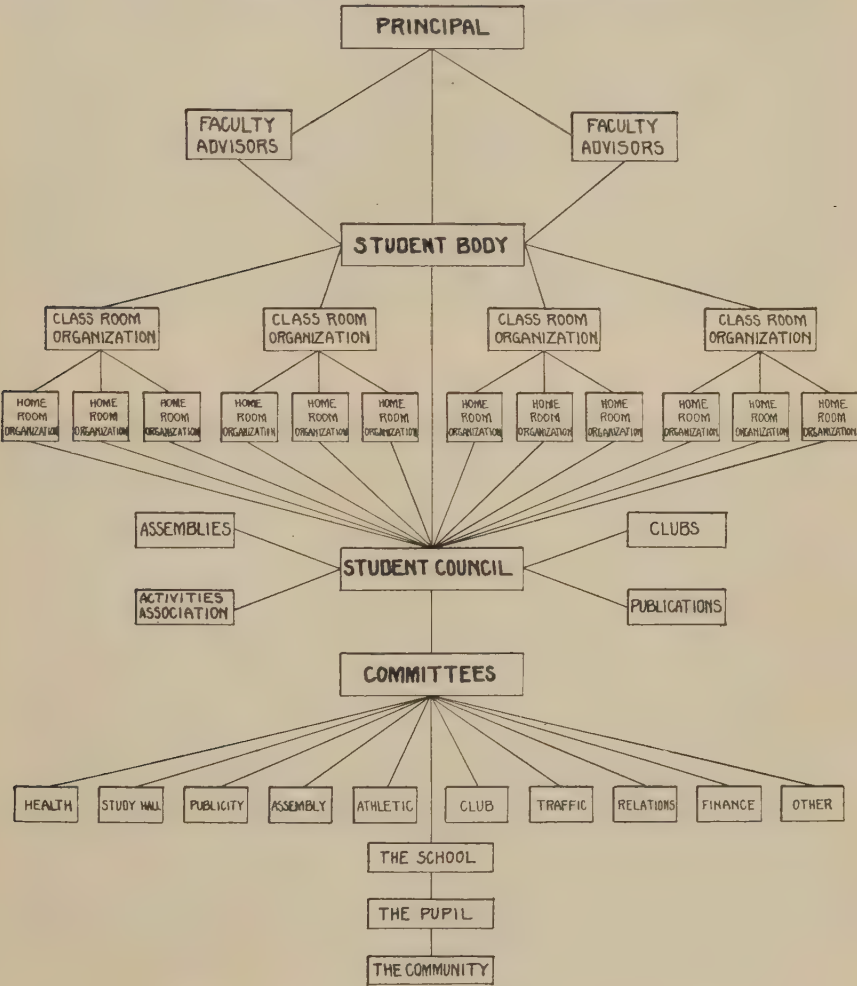 PRINCIPAL
FACULTY
ADVISORS
FACULTY
ADVISORS
STUDENT BODY
CLASS ROOM
ORGANIZATION
CLASS ROOM
ORGANIZATION
CLASS ROOM
ORGANIZATION
CLASS ROOM
ORGANIZATION
HOME
ROOM
ORGANIZATION
HOME
ROOM
ORGANIZATION
HOME
ROOM
ORGANIZATION
HOME
ROOM
ORGANIZATION
HOME
ROOM
ORGANIZATION
HOME
ROOM
ORGANIZATION
HOME
ROOM
ORGANIZATION
HOME
ROOM
ORGANIZATION
HOME
ROOM
ORGANIZATION
HOME
ROOM
ORGANIZATION
HOME
ROOM
ORGANIZATION
HOME
ROOM
ORGANIZATION
ASSEMBLIES
CLUBS
STUDENT COUNCIL
ACTIVITIES
ASSOCIATION
PUBLICATIONS
COMMITTEES
HEALTH
STUDY HALL
PUBLICITY
ASSEMBLY
ATHLETIC
CLUB
TRAFFIC
RELATIONS
FINANCE
OTHER
THE SCHOOL
THE PUPIL
THE COMMUNITY